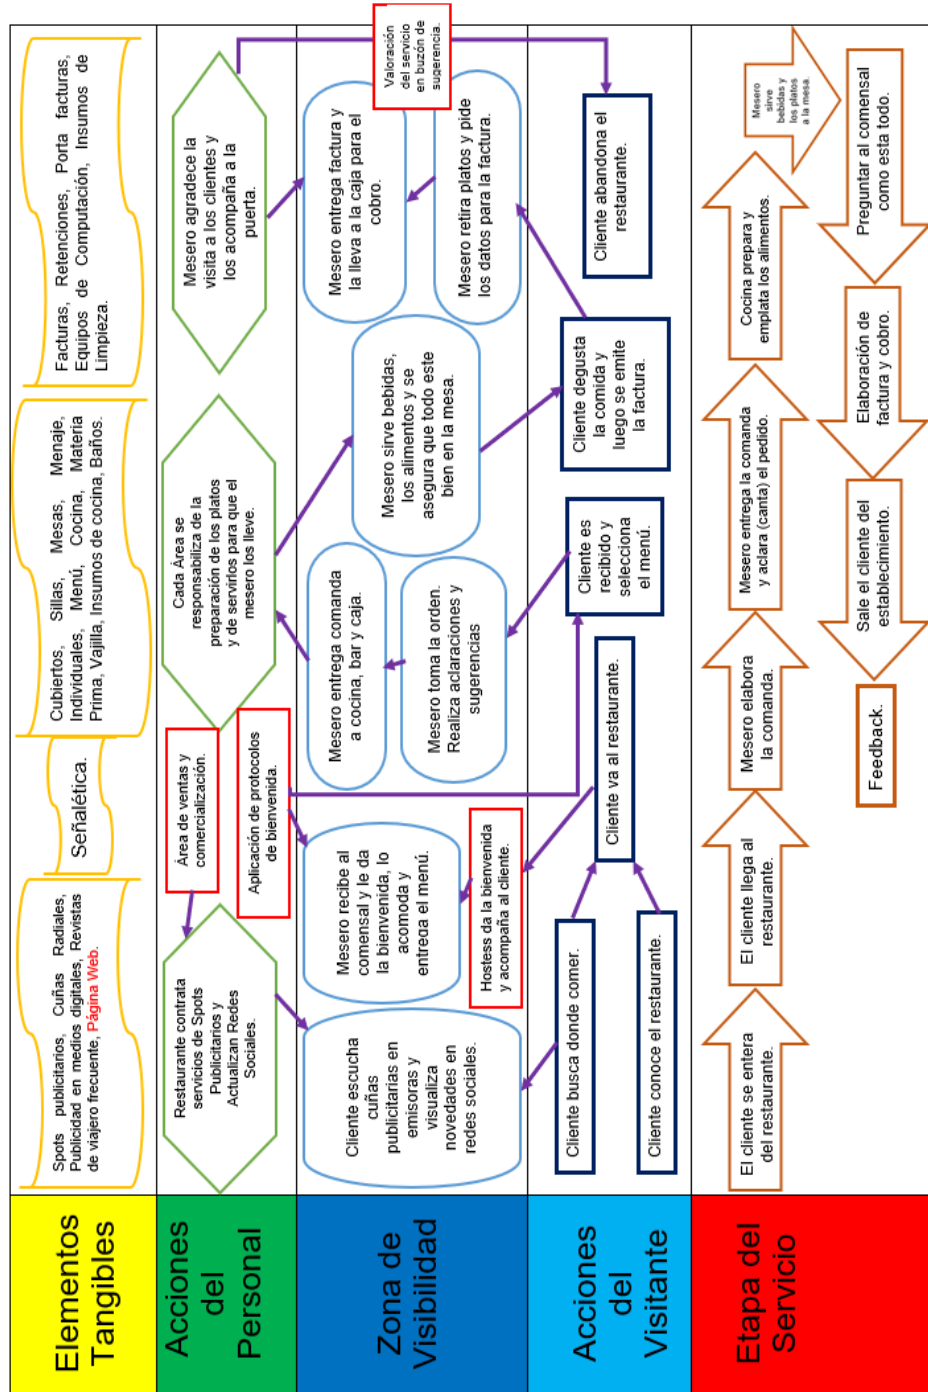 Elementos
Tangibles
Spots publicitarios, Cuñas Radiales,
Publicidad en medios digitales, Revistas
de viajero frecuente, Página Web.
Señalética.
Cubiertos, Sillas, Mesas, Menaje,
Individuales, Menú, Cocina, Materia
Prima, Vajilla, Insumos de cocina, Baños.
Facturas, Retenciones, Porta facturas,
Equipos de Computación, Insumos de
Limpieza.
Acciones
del
Personal
Restaurante contrata
servicios de Spots
Publicitarios y
Actualizan Redes
Sociales.
Área de ventas y
comercialización.
Aplicación de protocolos
de bienvenida.
Cada Área se
responsabiliza de la
preparación de los platos
y de servirlos para que el
mesero los lleve.
Mesero agradece la
visita a los clientes y
los acompaña a la
puerta.
Zona de
Visibilidad
Cliente escucha
cuñas
publicitarias en
emisoras y
visualiza
novedades en
redes sociales.
Mesero recibe al
comensal y le da
la bienvenida, lo
acomoda y
entrega el menú.
Hostess da la bienvenida
y acompaña al cliente.
Mesero entrega comanda
a cocina, bar y caja.
Mesero toma la orden.
Realiza aclaraciones y
sugerencias
Mesero sirve bebidas,
los alimentos y se
asegura que todo este
bien en la mesa.
Mesero entrega factura y
la lleva a la caja para el
cobro.
Mesero retira platos y pide
los datos para la factura.
Valoración
del servicio
en buzón de
sugerencia.
Acciones
del
Visitante
Cliente busca donde comer.
Cliente conoce el restaurante.
Cliente va al restaurante.
Cliente es
recibido y
selecciona
el menú.
Cliente degusta
la comida y
luego se emite
la factura.
Cliente abandona el
restaurante.
Etapa del
Servicio
El cliente se entera
del restaurante.
El cliente llega al
restaurante.
Mesero elabora
la comanda.
Mesero entrega la comanda
y aclara (canta) el pedido.
Cocina prepara y
emplata los alimentos.
Mesero
sirve
bebidas y
los platos
a la mesa.
Preguntar al comensal
como esta todo.
Elaboración de
factura y cobro.
Sale el cliente del
establecimiento.
Feedback.